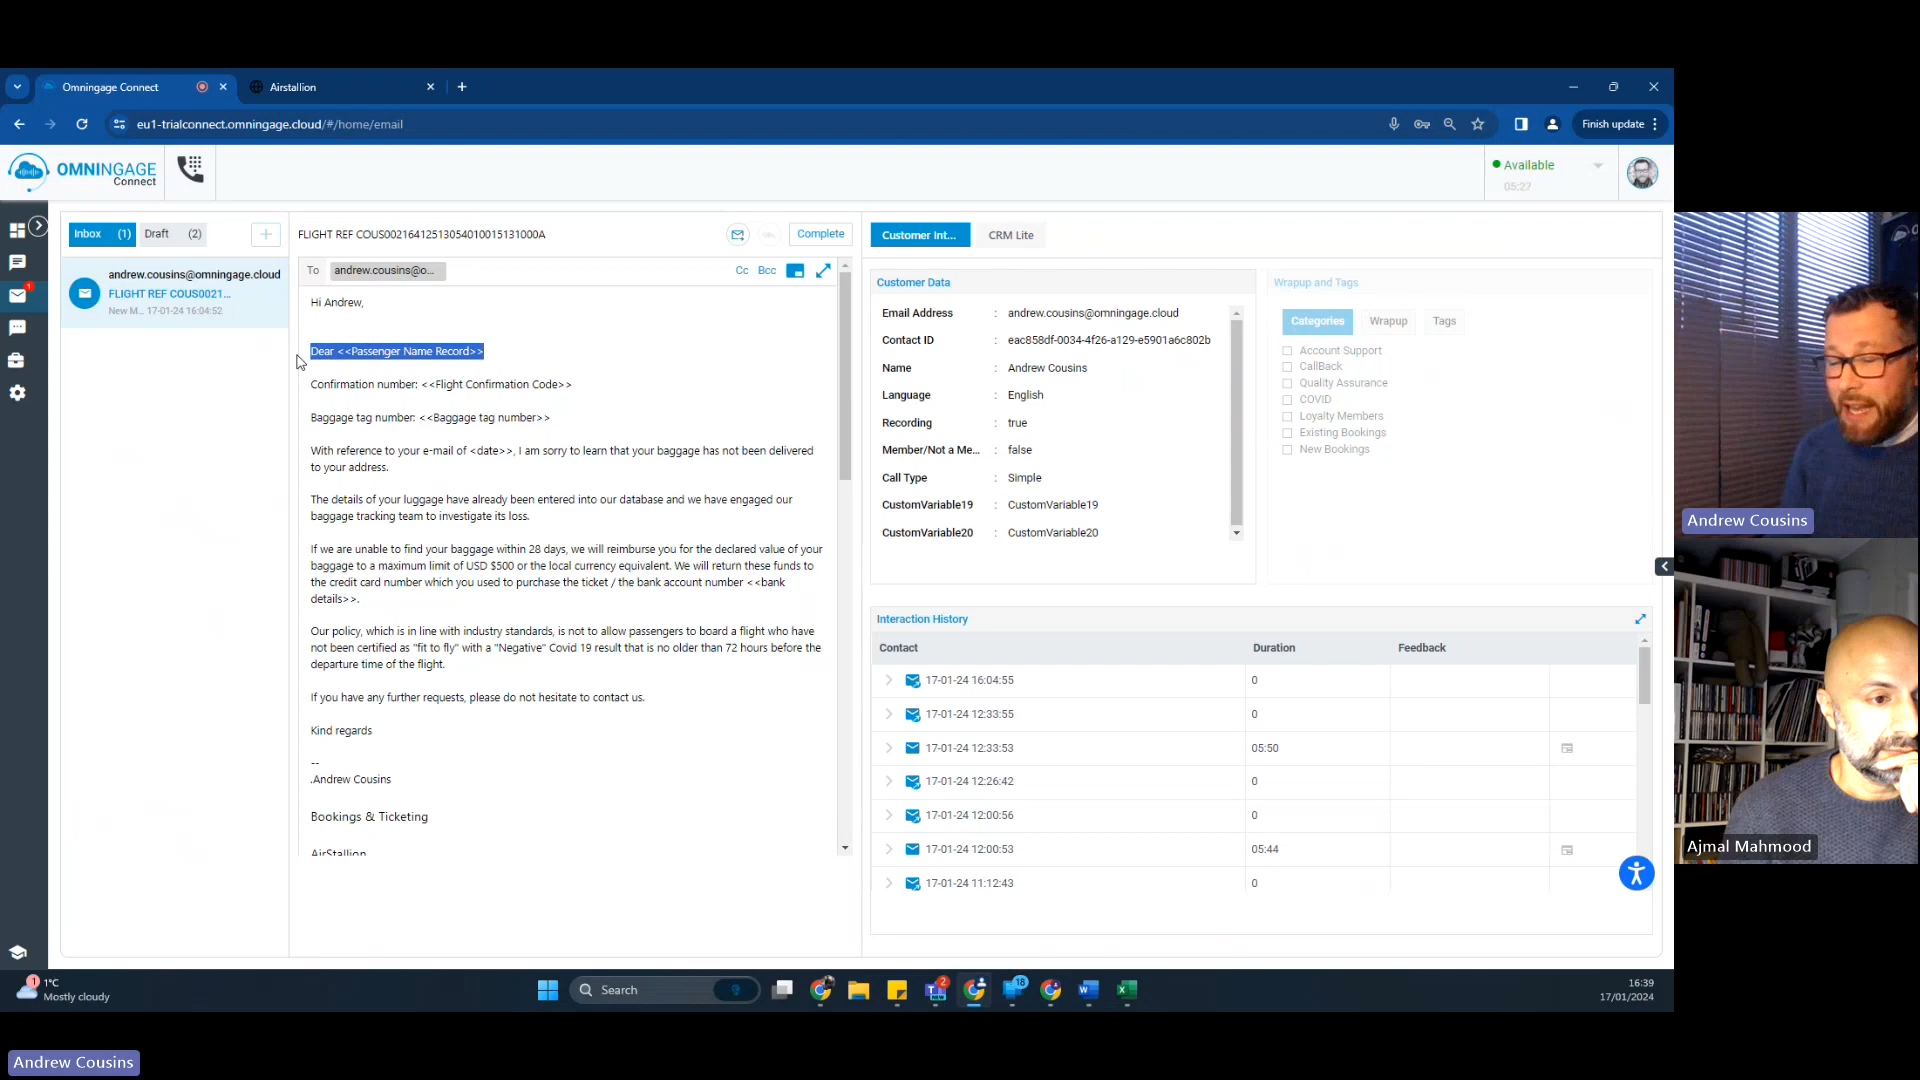 Omningage Connect
Airstallion
eu1-trialconnect.omningage.cloud/#/home/email
Finish update
OMNINGAGE
Connect
Available
05:27
Inbox (1)
Draft (2)
FLIGHT REF COUS00216412513054010015131000A
Complete
Customer Int...
CRM Lite
andrew.cousins@omningage.cloud
FLIGHT REF COUS0021...
New M... 17-01-24 16:04:52
To andrew.cousins@o...
Cc Bcc
Hi Andrew,
Dear <<Passenger Name Record>>
Confirmation number: <<Flight Confirmation Code>>
Baggage tag number: <<Baggage tag number>>
With reference to your e-mail of <date>>, I am sorry to learn that your baggage has not been delivered
to your address.
The details of your luggage have already been entered into our database and we have engaged our
baggage tracking team to investigate its loss.
If we are unable to find your baggage within 28 days, we will reimburse you for the declared value of your
baggage to a maximum limit of USD $500 or the local currency equivalent. We will return these funds to
the credit card number which you used to purchase the ticket / the bank account number <<bank
details>>.
Our policy, which is in line with industry standards, is not to allow passengers to board a flight who have
not been certified as "fit to fly" with a "Negative" Covid 19 result that is no older than 72 hours before the
departure time of the flight.
If you have any further requests, please do not hesitate to contact us.
Kind regards
--
.Andrew Cousins
Bookings & Ticketing
AirStallion
Customer Data
Email Address : andrew.cousins@omningage.cloud
Contact ID : eac858df-0034-4f26-a129-e5901a6c802b
Name : Andrew Cousins
Language : English
Recording : true
Member/Not a Me... : false
Call Type : Simple
CustomVariable19 : CustomVariable19
CustomVariable20 : CustomVariable20
Wrapup and Tags
Categories
Wrapup
Tags
Account Support
CallBack
Quality Assurance
COVID
Loyalty Members
Existing Bookings
New Bookings
Interaction History
Contact Duration Feedback
17-01-24 16:04:55 0
17-01-24 12:33:55 0
17-01-24 12:33:53 05:50
17-01-24 12:26:42 0
17-01-24 12:00:56 0
17-01-24 12:00:53 05:44
17-01-24 11:12:43 0
Andrew Cousins
Ajmal Mahmood
1
1°C
Mostly cloudy
Search
2
18
16:39
17/01/2024
Andrew Cousins